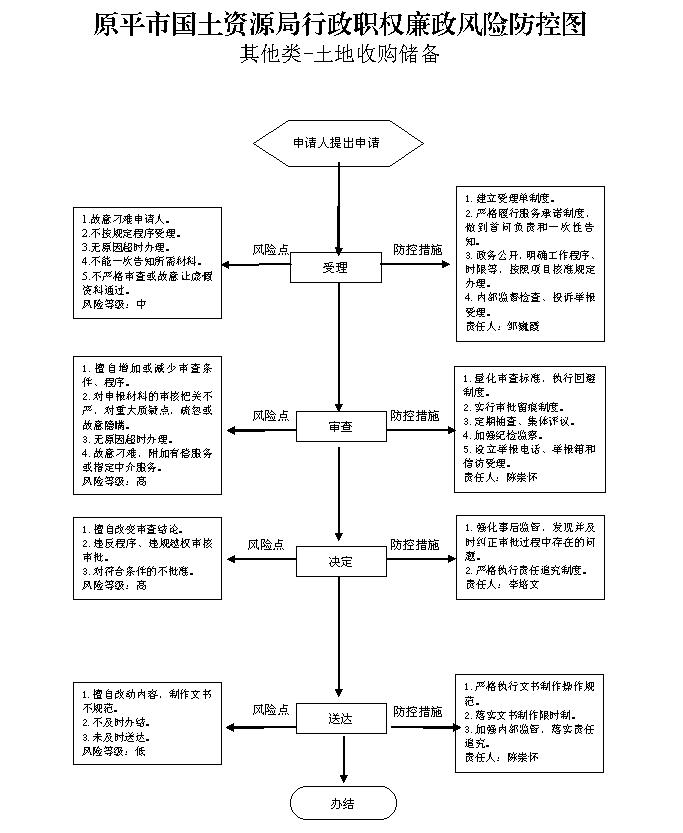 原平市国土资源局行政职权廉政风险防控图
其他类-土地收购储备
申请人提出申请
1.故意刁难申请人。
2.不按规定程序受理。
3.无原因超时办理。
4.不能一次告知所需材料。
5.不严格审查或故意让虚假
资料通过。
风险等级：中
风险点
受理
防控措施
1. 建立受理单制度。
2. 严格履行服务承诺制度，
做到首问负责和一次性告
知。
3. 政务公开，明确工作程序、
时限等，按照项目核准规定
办理。
4. 内部监督检查、投诉举报
受理。
责任人：邹巍霞
1. 擅自增加或减少审查条
件、程序。
2. 对申报材料的审核把关不
严，对重大质疑点，疏忽或
故意隐瞒。
3. 无原因超时办理。
4. 故意刁难，附加有偿服务
或指定中介服务。
风险等级：高
风险点
审查
防控措施
1. 量化审查标准，执行回避
制度。
2. 实行审批留痕制度。
3. 定期抽查、集体评议。
4. 加强纪检监察。
5. 设立举报电话、举报箱和
信访受理。
责任人：陈崇怀
1. 擅自改变审查结论。
2. 违反程序、违规越权审核
审批。
3. 对符合条件的不批准。
风险等级：高
风险点
决定
防控措施
1. 强化事后监督，发现并及
时纠正审批过程中存在的问
题。
2. 严格执行责任追究制度。
责任人：李培文
1. 擅自改动内容，制作文书
不规范。
2. 不及时办结。
3. 未及时送达。
风险等级：低
风险点
送达
防控措施
1. 严格执行文书制作操作规
范。
2. 落实文书制作限时制。
3. 加强内部监督，落实责任
追究。
责任人：陈崇怀
办结